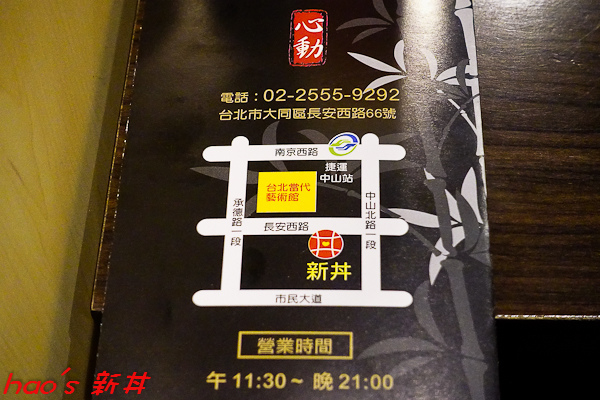 心動
電話：02-2555-9292
台北市大同區長安西路66號
南京西路
捷運
中山站
台北當代
藝術館
承德路一段
中山北路一段
長安西路
新丼
市民大道
營業時間
午 11:30～ 晚 21:00
hao's 新丼